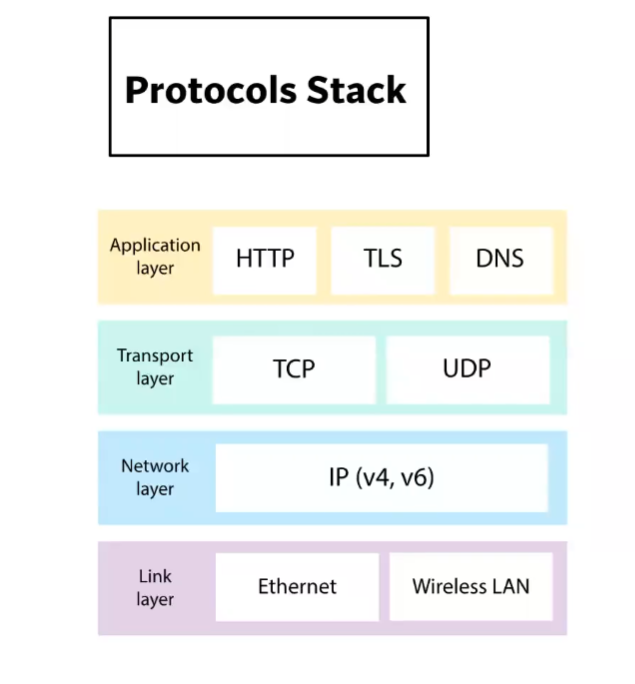 Protocols Stack
Application
layer
HTTP
TLS
DNS
Transport
layer
TCP
UDP
Network
layer
IP (v4, v6)
Link
layer
Ethernet
Wireless LAN